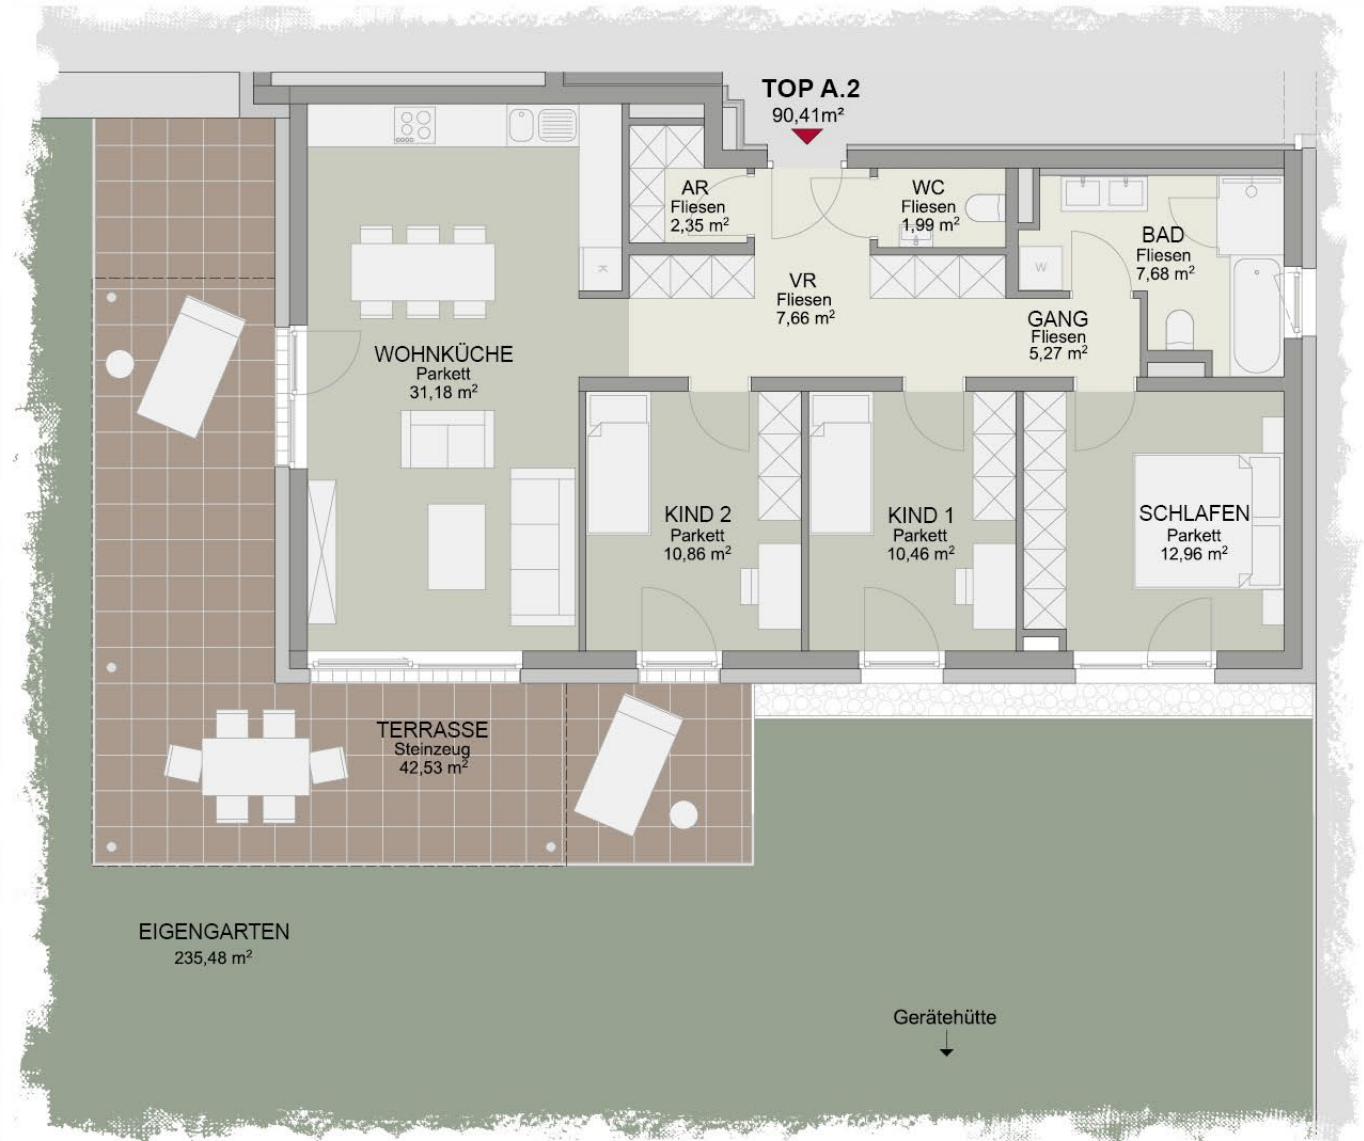 TOP A.2
90,41m²
AR
Fliesen
2,35 m²
WC
Fliesen
1,99 m²
BAD
Fliesen
7,68 m²
K
W
VR
Fliesen
7,66 m²
GANG
Fliesen
5,27 m²
WOHNKÜCHE
Parkett
31,18 m²
KIND 2
Parkett
10,86 m²
KIND 1
Parkett
10,46 m²
SCHLAFEN
Parkett
12,96 m²
TERRASSE
Steinzeug
42,53 m²
EIGENGARTEN
235,48 m²
Gerätehütte